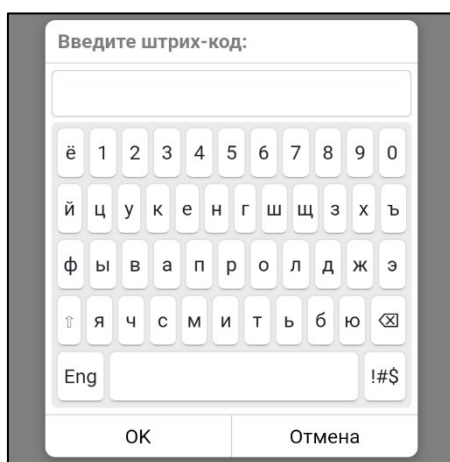 Введите штрих-код:
ё 1 2 3 4 5 6 7 8 9 0
й ц у к е н г ш щ з х ъ
ф ы в а п р о л д ж э
⇧ я ч с м и т ь б ю ⌫
Eng !#$
OK Отмена